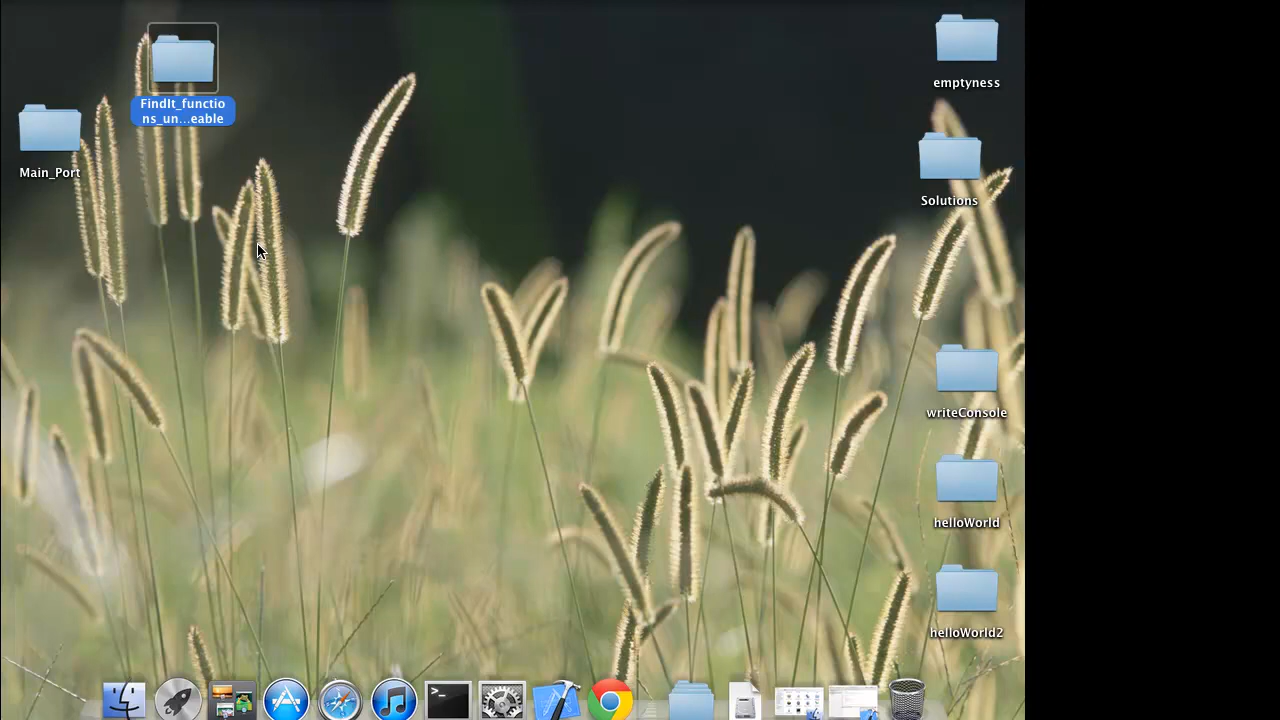 emptyness
FindIt_functio
ns_un...eable
Main_Port
Solutions
writeConsole
helloWorld
helloWorld2
>_